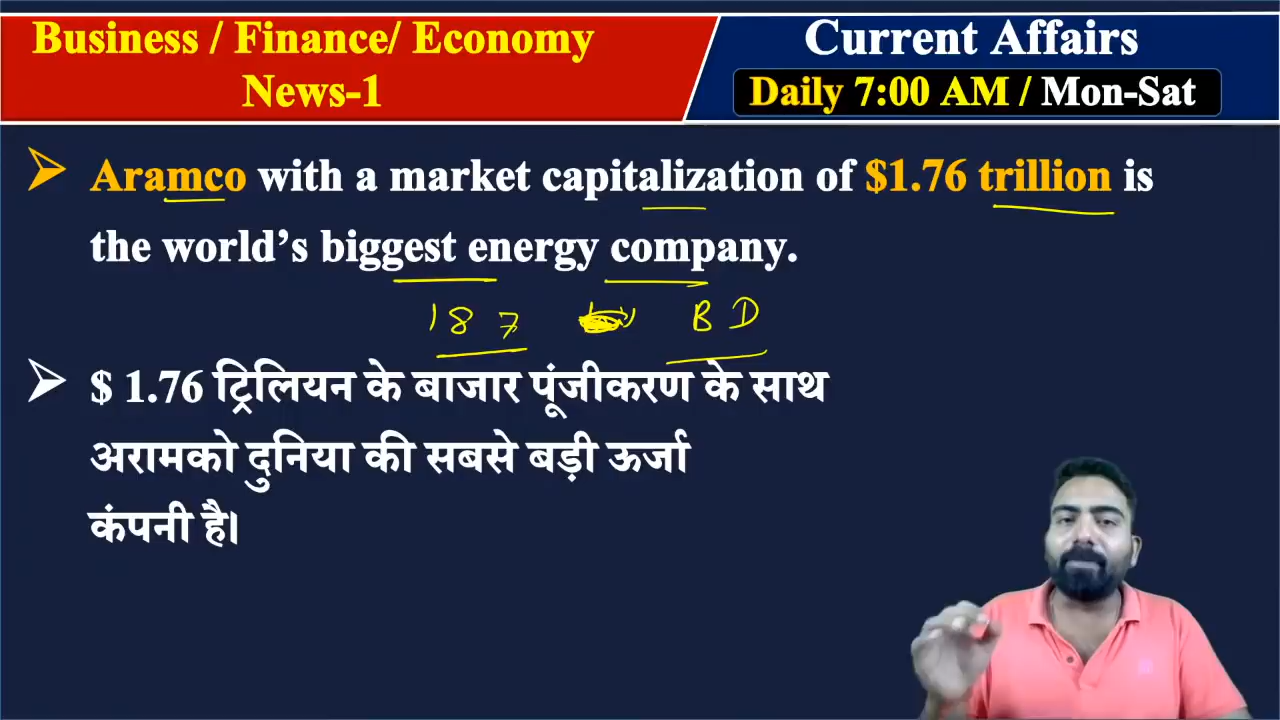 Business / Finance/ Economy
News-1
Current Affairs
Daily 7:00 AM / Mon-Sat
Aramco with a market capitalization of $1.76 trillion is
the world’s biggest energy company.
187 B D
$ 1.76 ट्रिलियन के बाजार पूंजीकरण के साथ
अरामको दुनिया की सबसे बड़ी ऊर्जा
कंपनी है।